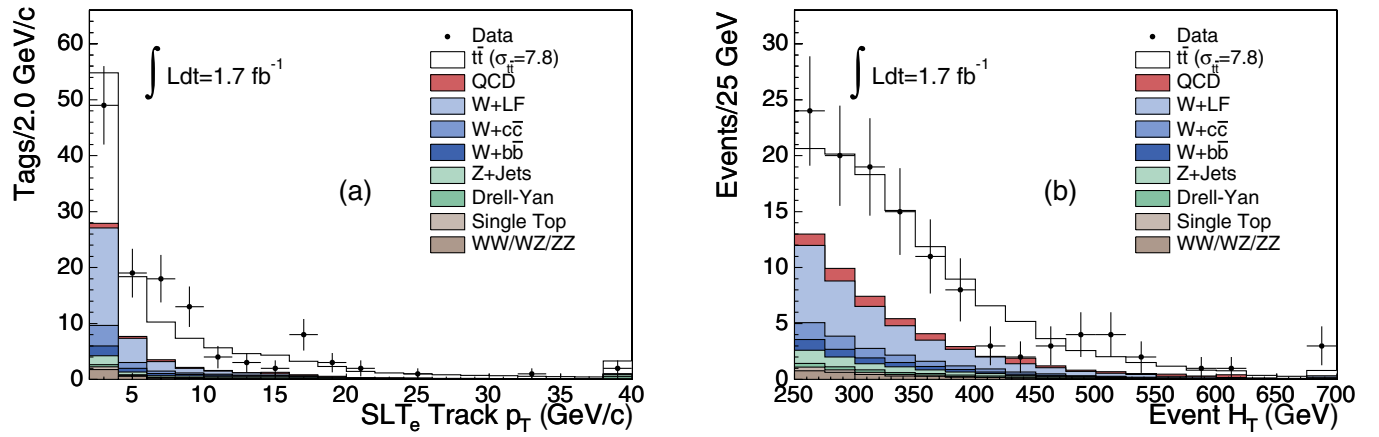 Tags/2.0 GeV/c
60
50
40
30
20
10
0
∫ Ldt=1.7 fb⁻¹
(a)
Data
tt̄ (σ_tt̄=7.8)
QCD
W+LF
W+cc̄
W+bb̄
Z+Jets
Drell-Yan
Single Top
WW/WZ/ZZ
5 10 15 20 25 30 35 40
SLTₑ Track p_T (GeV/c)
Events/25 GeV
30
25
20
15
10
5
0
∫ Ldt=1.7 fb⁻¹
(b)
Data
tt̄ (σ_tt̄=7.8)
QCD
W+LF
W+cc̄
W+bb̄
Z+Jets
Drell-Yan
Single Top
WW/WZ/ZZ
250 300 350 400 450 500 550 600 650 700
Event H_T (GeV)